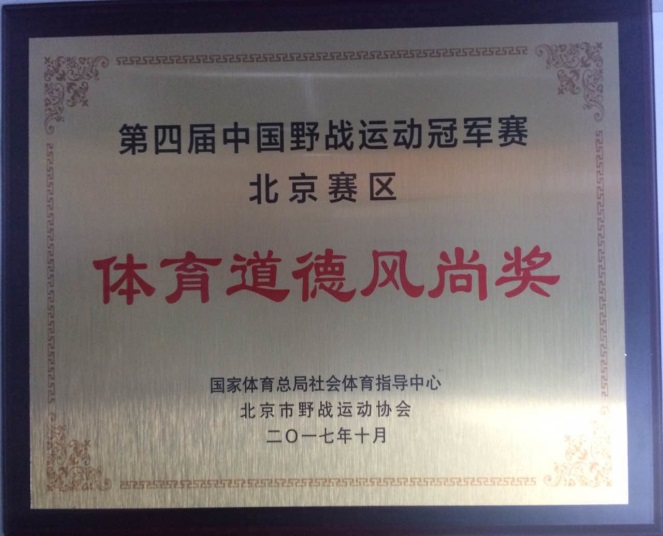 第四届中国野战运动冠军赛
北京赛区
体育道德风尚奖
国家体育总局社会体育指导中心
北京市野战运动协会
二〇一七年十月